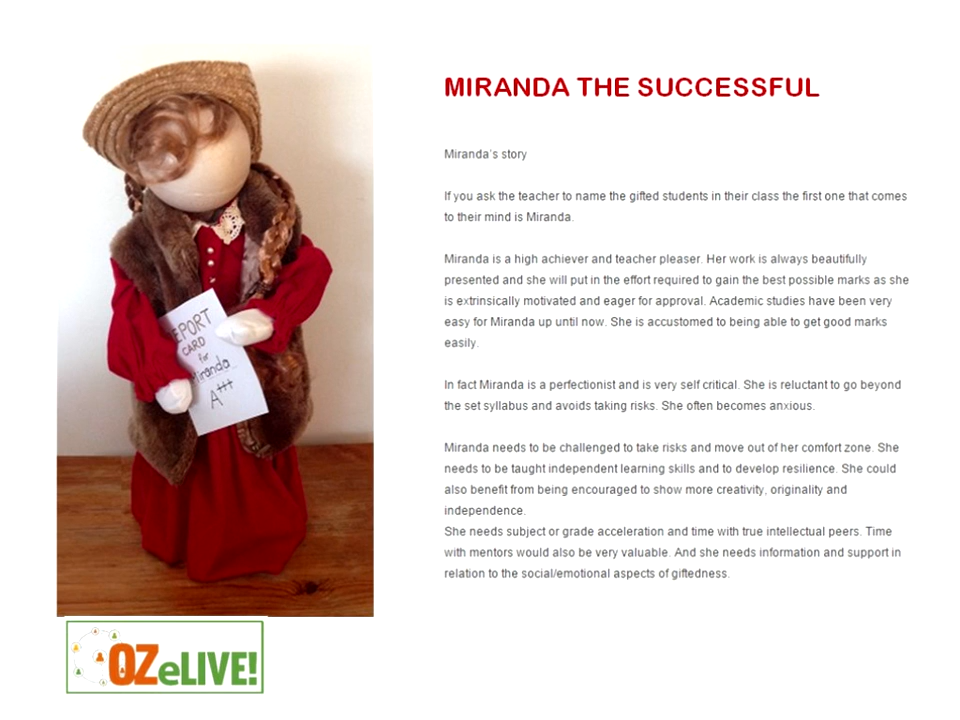 MIRANDA THE SUCCESSFUL
Miranda's story
If you ask the teacher to name the gifted students in their class the first one that comes
to their mind is Miranda.
Miranda is a high achiever and teacher pleaser. Her work is always beautifully
presented and she will put in the effort required to gain the best possible marks as she
is extrinsically motivated and eager for approval. Academic studies have been very
easy for Miranda up until now. She is accustomed to being able to get good marks
easily.
In fact Miranda is a perfectionist and is very self critical. She is reluctant to go beyond
the set syllabus and avoids taking risks. She often becomes anxious.
Miranda needs to be challenged to take risks and move out of her comfort zone. She
needs to be taught independent learning skills and to develop resilience. She could
also benefit from being encouraged to show more creativity, originality and
independence.
She needs subject or grade acceleration and time with true intellectual peers. Time
with mentors would also be very valuable. And she needs information and support in
relation to the social/emotional aspects of giftedness.
EPORT
CARD
for
Miranda
A+++
OZeLIVE!